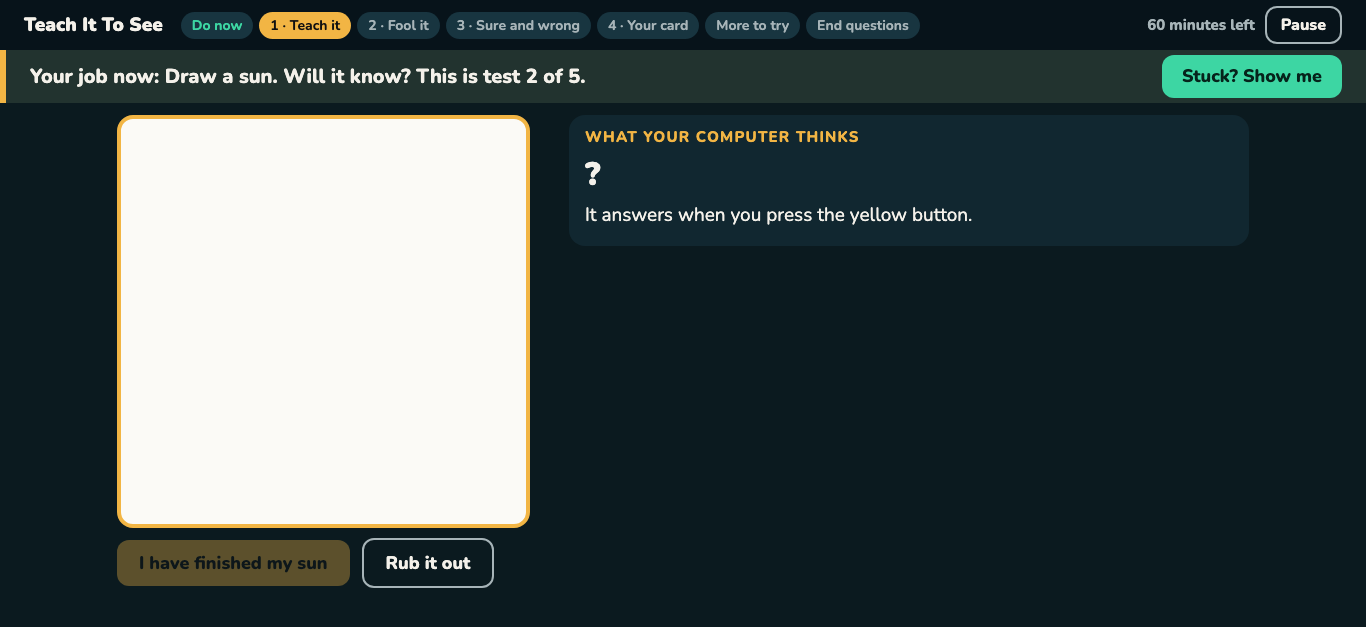 Teach It To See
Do now
1 · Teach it
2 · Fool it
3 · Sure and wrong
4 · Your card
More to try
End questions
60 minutes left
Pause
Your job now: Draw a sun. Will it know? This is test 2 of 5.
Stuck? Show me
WHAT YOUR COMPUTER THINKS
?
It answers when you press the yellow button.
I have finished my sun
Rub it out